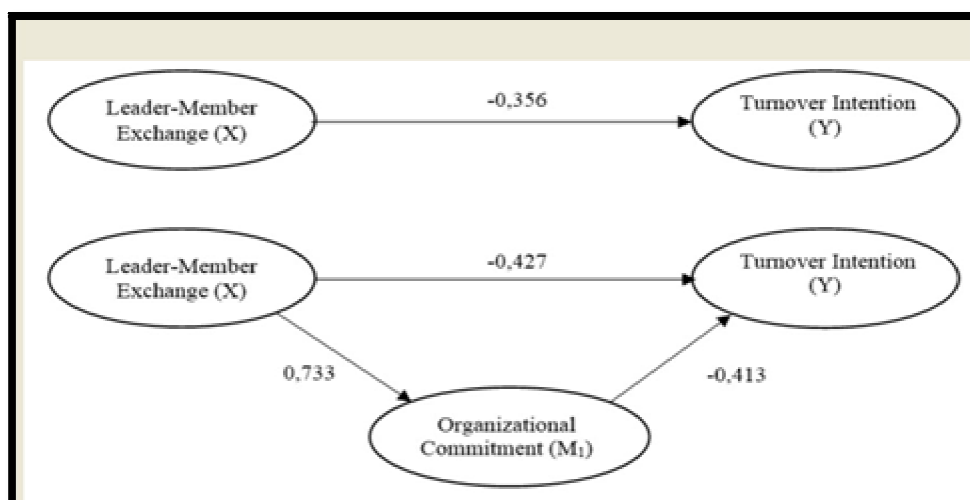 Leader-Member
Exchange (X)
-0,356
Turnover Intention
(Y)
Leader-Member
Exchange (X)
-0,427
Turnover Intention
(Y)
0,733
-0,413
Organizational
Commitment (M₁)